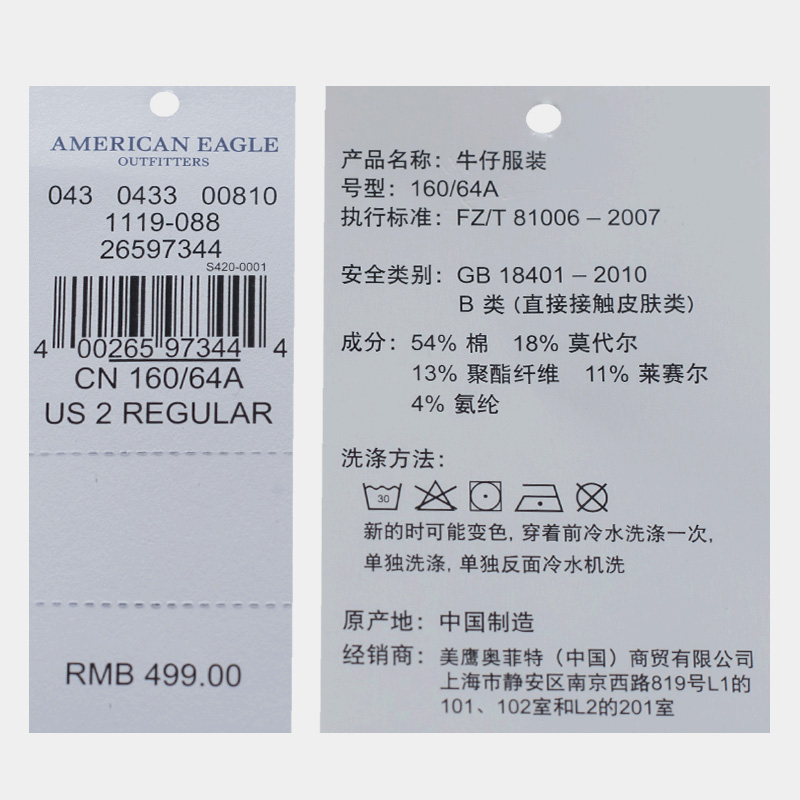 AMERICAN EAGLE
OUTFITTERS
043 0433 00810
1119-088
26597344
S420-0001
4 00265 97344 4
CN 160/64A
US 2 REGULAR
RMB 499.00
产品名称：牛仔服装
号型：160/64A
执行标准：FZ/T 81006 – 2007
安全类别：GB 18401 – 2010
B 类 (直接接触皮肤类)
成分：54% 棉 18% 莫代尔
13% 聚酯纤维 11% 莱赛尔
4% 氨纶
洗涤方法：
30
新的时可能变色, 穿着前冷水洗涤一次,
单独洗涤, 单独反面冷水机洗
原产地：中国制造
经销商：美鹰奥菲特（中国）商贸有限公司
上海市静安区南京西路819号L1的
101、102室和L2的201室